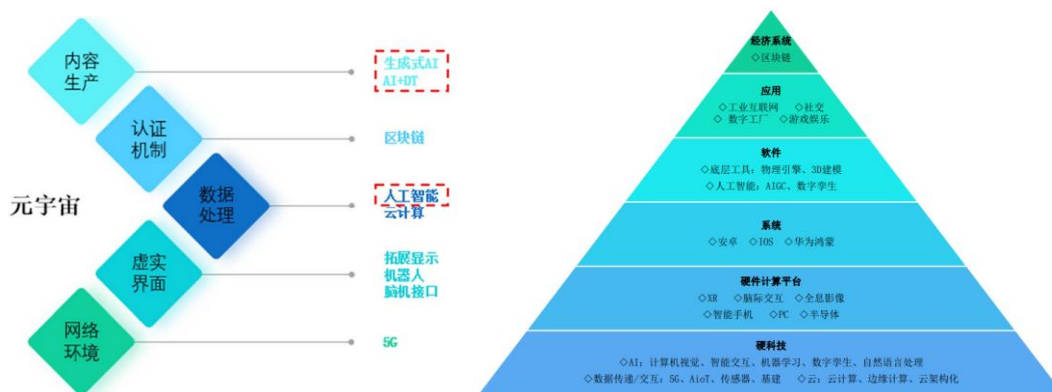 元宇宙
内容
生产
生成式AI
AI+DT
认证
机制
区块链
数据
处理
人工智能
云计算
虚实
界面
拓展显示
机器人
脑机接口
网络
环境
5G
经济系统
◇区块链
应用
◇工业互联网 ◇社交
◇ 数字工厂 ◇游戏娱乐
软件
◇底层工具：物理引擎、3D建模
◇人工智能：AIGC、数字孪生
系统
◇安卓 ◇IOS ◇华为鸿蒙
硬件计算平台
◇XR ◇脑际交互 ◇全息影像
◇智能手机 ◇PC ◇半导体
硬科技
◇AI：计算机视觉、智能交互、机器学习、数字孪生、自然语言处理
◇数据传递/交互：5G、AioT、传感器、基建 ◇云：云计算、边缘计算、云架构化